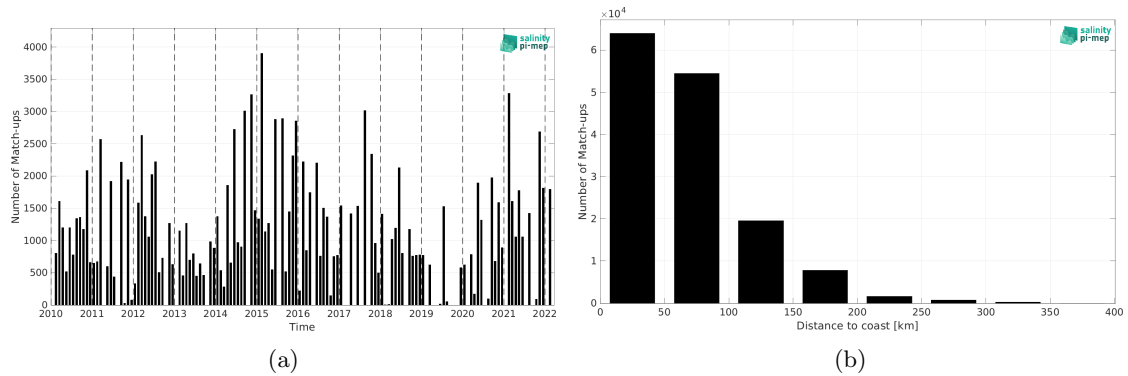 salinity
pi-mep
Number of Match-ups
4000
3500
3000
2500
2000
1500
1000
500
0
2010 2011 2012 2013 2014 2015 2016 2017 2018 2019 2020 2021 2022
Time
(a)
×10⁴
salinity
pi-mep
Number of Match-ups
6
5
4
3
2
1
0
0 50 100 150 200 250 300 350 400
Distance to coast [km]
(b)